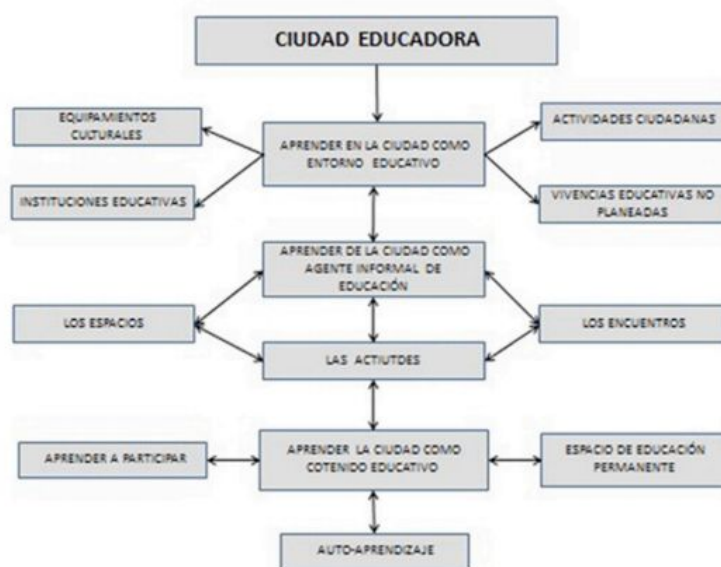 CIUDAD EDUCADORA
EQUIPAMIENTOS
CULTURALES
APRENDER EN LA CIUDAD COMO
ENTORNO EDUCATIVO
ACTIVIDADES CIUDADANAS
INSTITUCIONES EDUCATIVAS
VIVENCIAS EDUCATIVAS NO
PLANEADAS
APRENDER DE LA CIUDAD COMO
AGENTE INFORMAL DE
EDUCACIÓN
LOS ESPACIOS
LOS ENCUENTROS
LAS ACTIUTDES
APRENDER LA CIUDAD COMO
COTENIDO EDUCATIVO
APRENDER A PARTICIPAR
ESPACIO DE EDUCACIÓN
PERMANENTE
AUTO-APRENDIZAJE